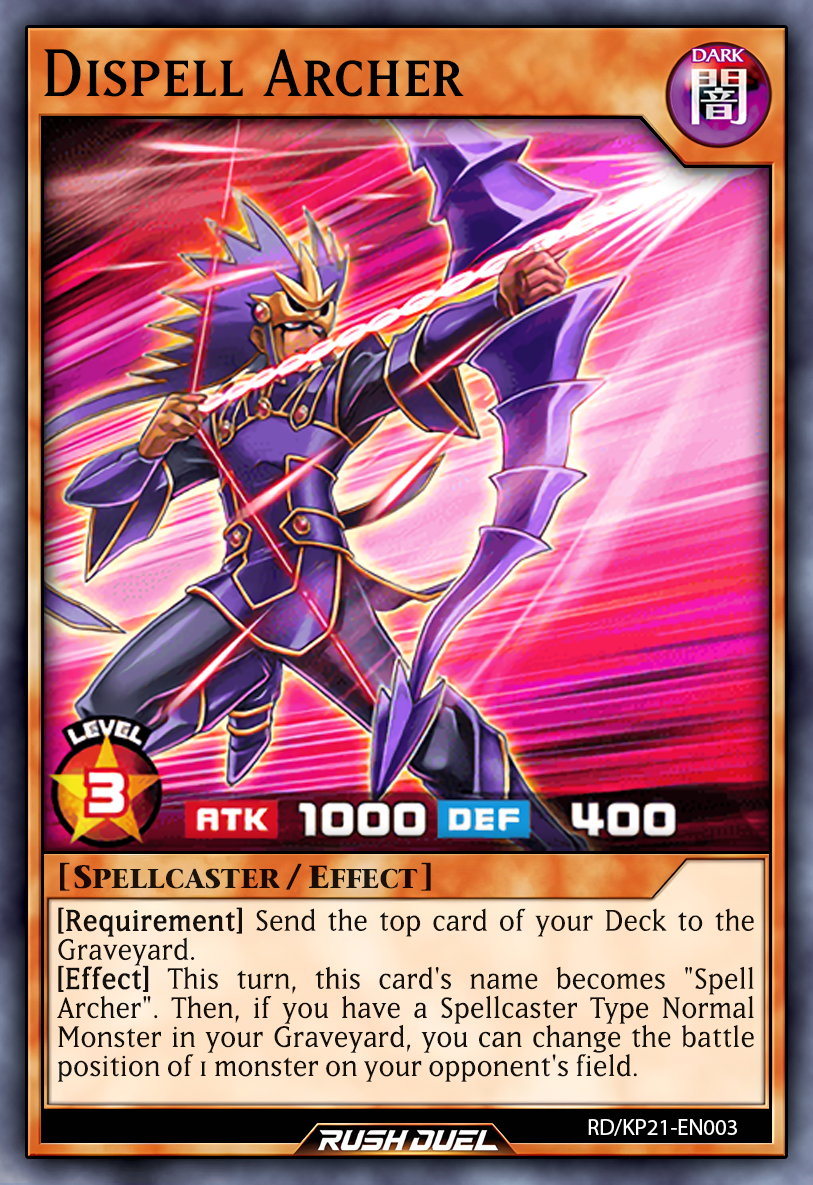 Dispell Archer
DARK
闇
LEVEL
3
ATK 1000 DEF 400
[Spellcaster / Effect]
[Requirement] Send the top card of your Deck to the
Graveyard.
[Effect] This turn, this card's name becomes "Spell
Archer". Then, if you have a Spellcaster Type Normal
Monster in your Graveyard, you can change the battle
position of 1 monster on your opponent's field.
RD/KP21-EN003
RUSH DUEL